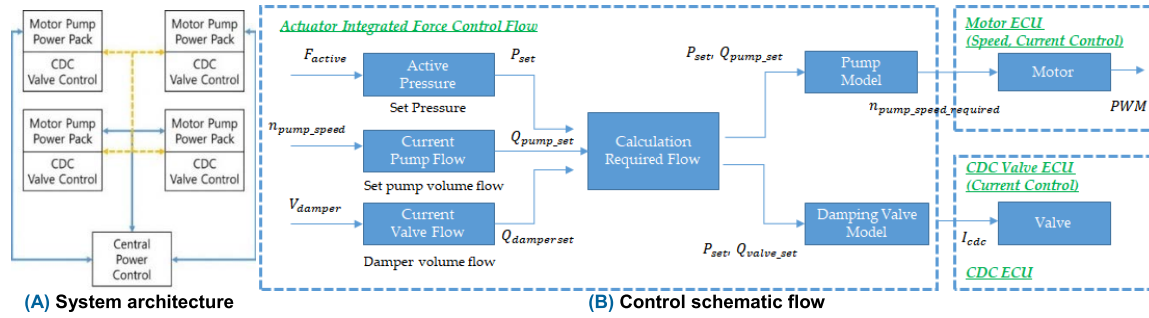 Motor Pump
Power Pack
CDC
Valve Control
Motor Pump
Power Pack
CDC
Valve Control
Motor Pump
Power Pack
CDC
Valve Control
Motor Pump
Power Pack
CDC
Valve Control
Central
Power
Control
(A) System architecture
Actuator Integrated Force Control Flow
F_active
Active
Pressure
Set Pressure
P_set
n_pump_speed
Current
Pump Flow
Set pump volume flow
Q_pump_set
V_damper
Current
Valve Flow
Damper volume flow
Q_damperset
Calculation
Required Flow
P_set, Q_pump_set
Pump
Model
n_pump_speed_required
P_set, Q_valve_set
Damping Valve
Model
Motor ECU
(Speed, Current Control)
Motor
PWM
CDC Valve ECU
(Current Control)
I_cdc
Valve
CDC ECU
(B) Control schematic flow